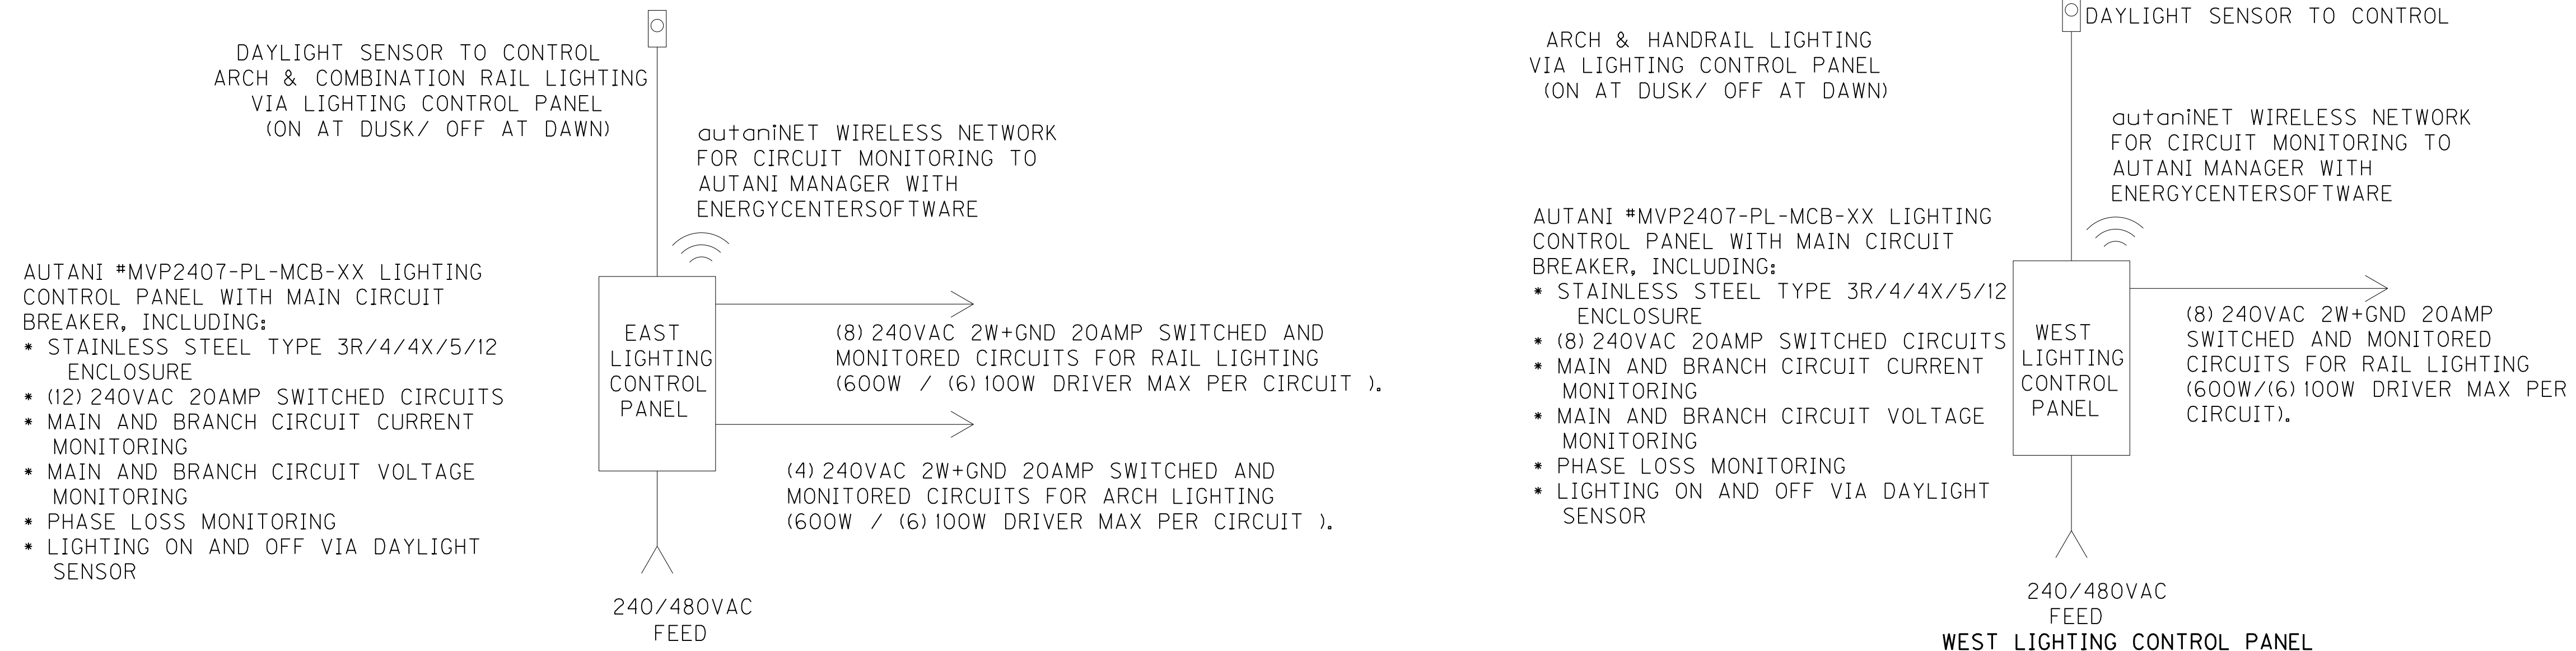 DAYLIGHT SENSOR TO CONTROL
ARCH & COMBINATION RAIL LIGHTING
VIA LIGHTING CONTROL PANEL
(ON AT DUSK/ OFF AT DAWN)
autaniNET WIRELESS NETWORK
FOR CIRCUIT MONITORING TO
AUTANI MANAGER WITH
ENERGYCENTERSOFTWARE
AUTANI #MVP2407-PL-MCB-XX LIGHTING
CONTROL PANEL WITH MAIN CIRCUIT
BREAKER, INCLUDING:
* STAINLESS STEEL TYPE 3R/4/4X/5/12
ENCLOSURE
* (12) 240VAC 20AMP SWITCHED CIRCUITS
* MAIN AND BRANCH CIRCUIT CURRENT
MONITORING
* MAIN AND BRANCH CIRCUIT VOLTAGE
MONITORING
* PHASE LOSS MONITORING
* LIGHTING ON AND OFF VIA DAYLIGHT
SENSOR
EAST
LIGHTING
CONTROL
PANEL
(8) 240VAC 2W+GND 20AMP SWITCHED AND
MONITORED CIRCUITS FOR RAIL LIGHTING
(600W / (6) 100W DRIVER MAX PER CIRCUIT ).
(4) 240VAC 2W+GND 20AMP SWITCHED AND
MONITORED CIRCUITS FOR ARCH LIGHTING
(600W / (6) 100W DRIVER MAX PER CIRCUIT ).
240/480VAC
FEED
DAYLIGHT SENSOR TO CONTROL
ARCH & HANDRAIL LIGHTING
VIA LIGHTING CONTROL PANEL
(ON AT DUSK/ OFF AT DAWN)
autaniNET WIRELESS NETWORK
FOR CIRCUIT MONITORING TO
AUTANI MANAGER WITH
ENERGYCENTERSOFTWARE
AUTANI #MVP2407-PL-MCB-XX LIGHTING
CONTROL PANEL WITH MAIN CIRCUIT
BREAKER, INCLUDING:
* STAINLESS STEEL TYPE 3R/4/4X/5/12
ENCLOSURE
* (8) 240VAC 20AMP SWITCHED CIRCUITS
* MAIN AND BRANCH CIRCUIT CURRENT
MONITORING
* MAIN AND BRANCH CIRCUIT VOLTAGE
MONITORING
* PHASE LOSS MONITORING
* LIGHTING ON AND OFF VIA DAYLIGHT
SENSOR
WEST
LIGHTING
CONTROL
PANEL
(8) 240VAC 2W+GND 20AMP
SWITCHED AND MONITORED
CIRCUITS FOR RAIL LIGHTING
(600W/(6) 100W DRIVER MAX PER
CIRCUIT).
240/480VAC
FEED
WEST LIGHTING CONTROL PANEL